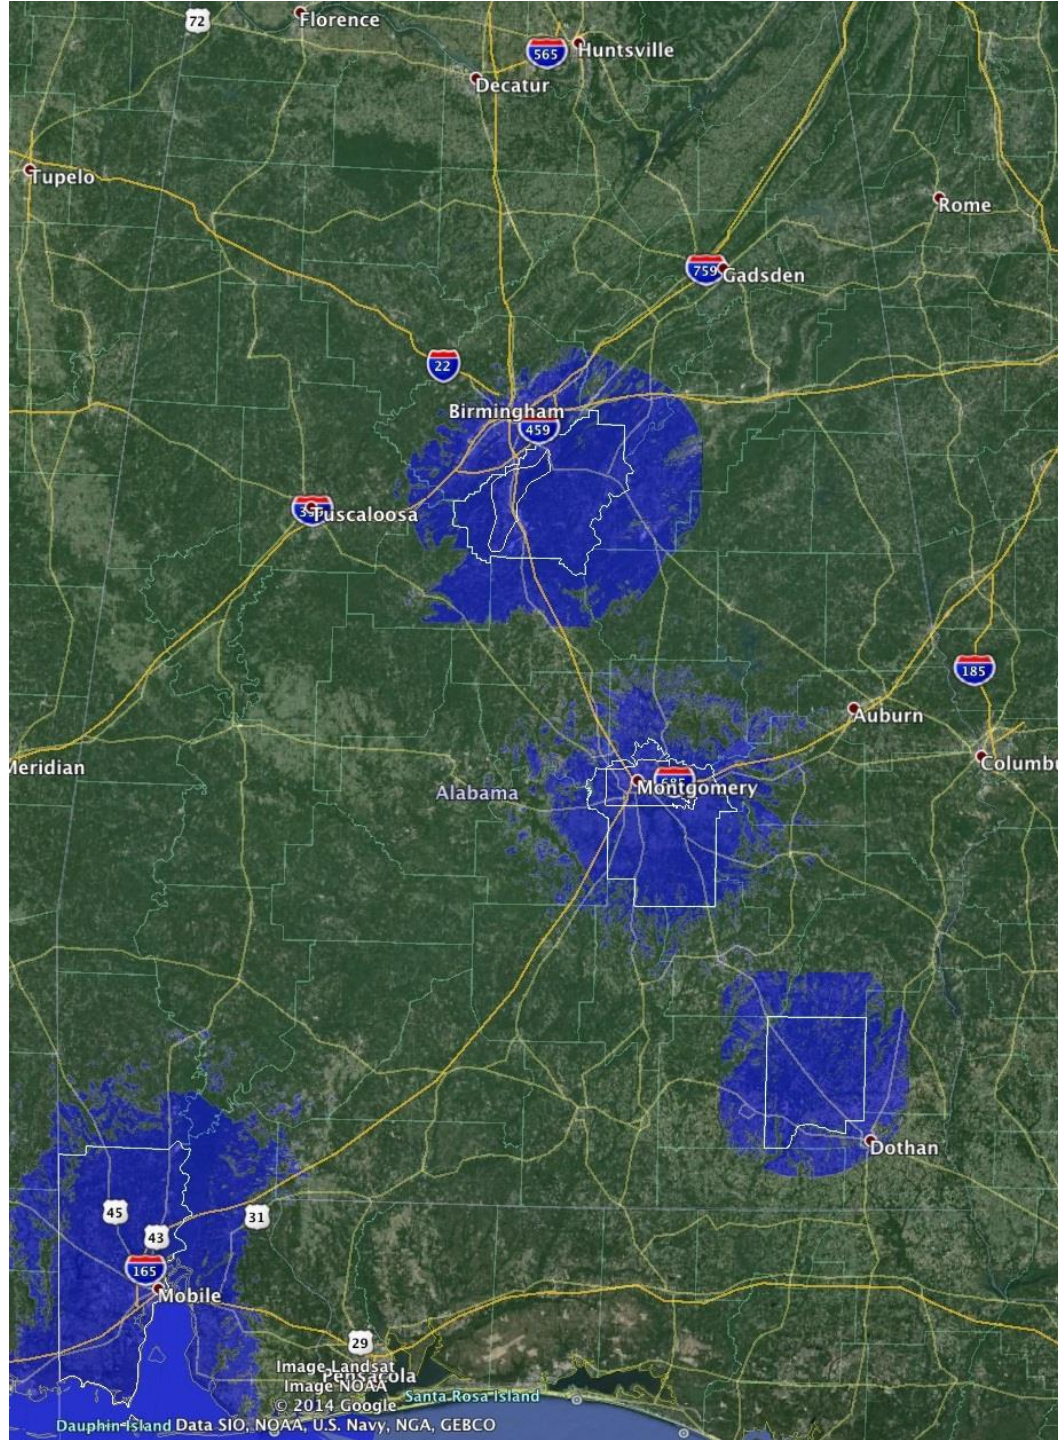 72
Florence
565
Huntsville
Decatur
Tupelo
Rome
759
Gadsden
22
Birmingham
459
Tuscaloosa
185
Auburn
Meridian
Columbu
Alabama
685
Montgomery
Dothan
45
31
43
165
Mobile
29
Image Landsat
Pensacola
Image NOAA
© 2014 Google
Santa Rosa Island
Dauphin Island
Data SIO, NOAA, U.S. Navy, NGA, GEBCO